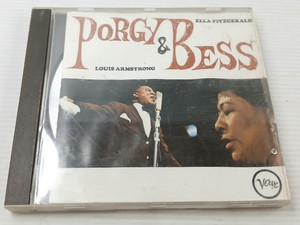 ELLA FITZGERALD
PORGY & BESS
LOUIS ARMSTRONG
Verve